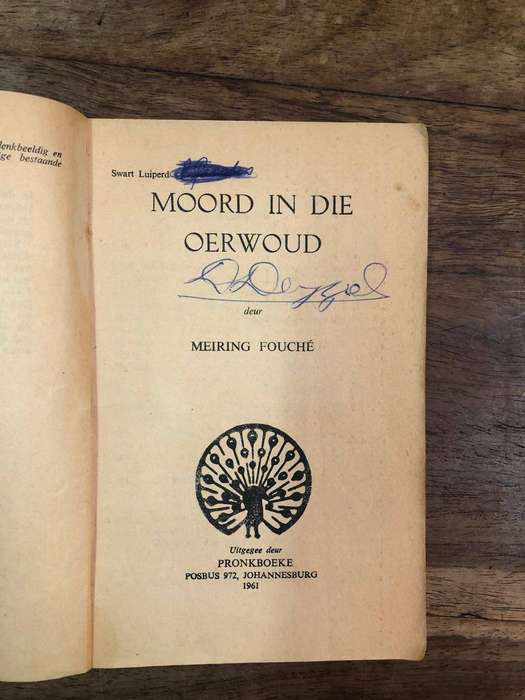 denkbeeldig en
ige bestaande
Swart Luiperd
MOORD IN DIE
OERWOUD
deur
MEIRING FOUCHÉ
Uitgegee deur
PRONKBOEKE
POSBUS 972, JOHANNESBURG
1961